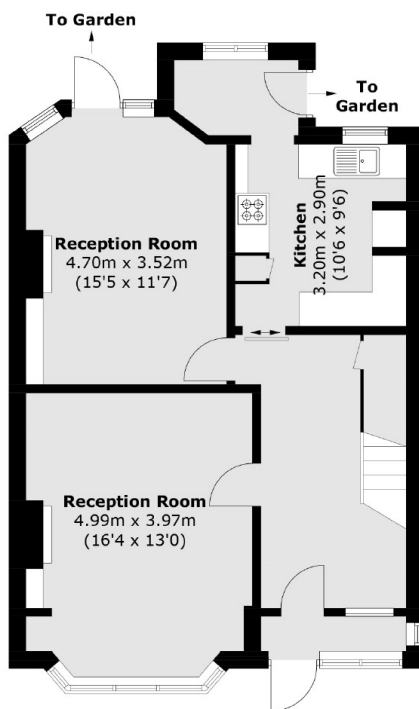 To Garden
To
Garden
Reception Room
4.70m x 3.52m
(15'5 x 11'7)
Kitchen
3.20m x 2.90m
(10'6 x 9'6)
Reception Room
4.99m x 3.97m
(16'4 x 13'0)